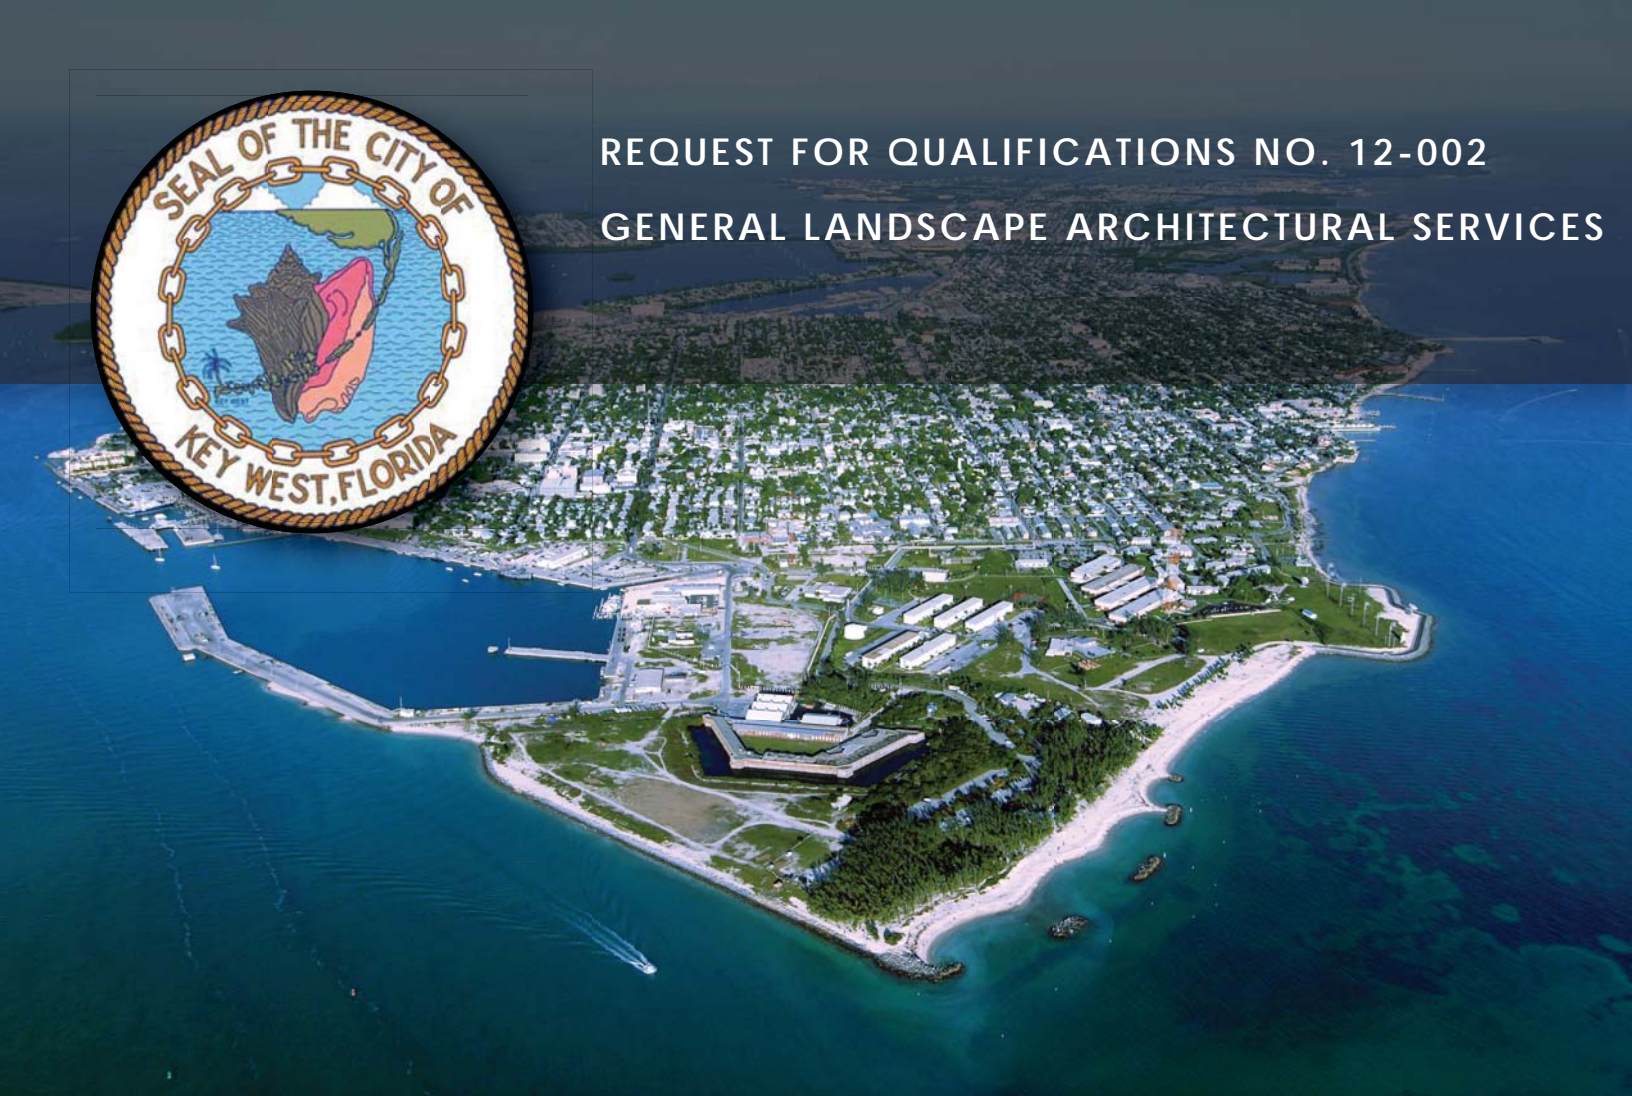 SEAL OF THE CITY OF
KEY WEST, FLORIDA
REQUEST FOR QUALIFICATIONS NO. 12-002
GENERAL LANDSCAPE ARCHITECTURAL SERVICES